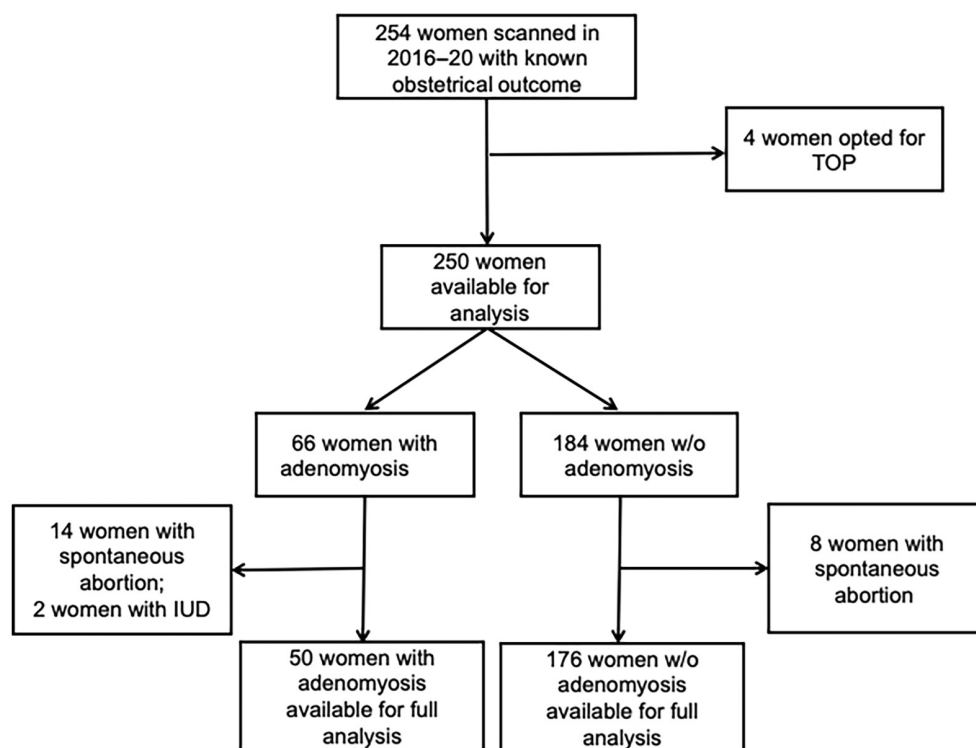 254 women scanned in
2016–20 with known
obstetrical outcome
4 women opted for
TOP
250 women
available for
analysis
66 women with
adenomyosis
184 women w/o
adenomyosis
14 women with
spontaneous
abortion;
2 women with IUD
8 women with
spontaneous
abortion
50 women with
adenomyosis
available for full
analysis
176 women w/o
adenomyosis
available for full
analysis